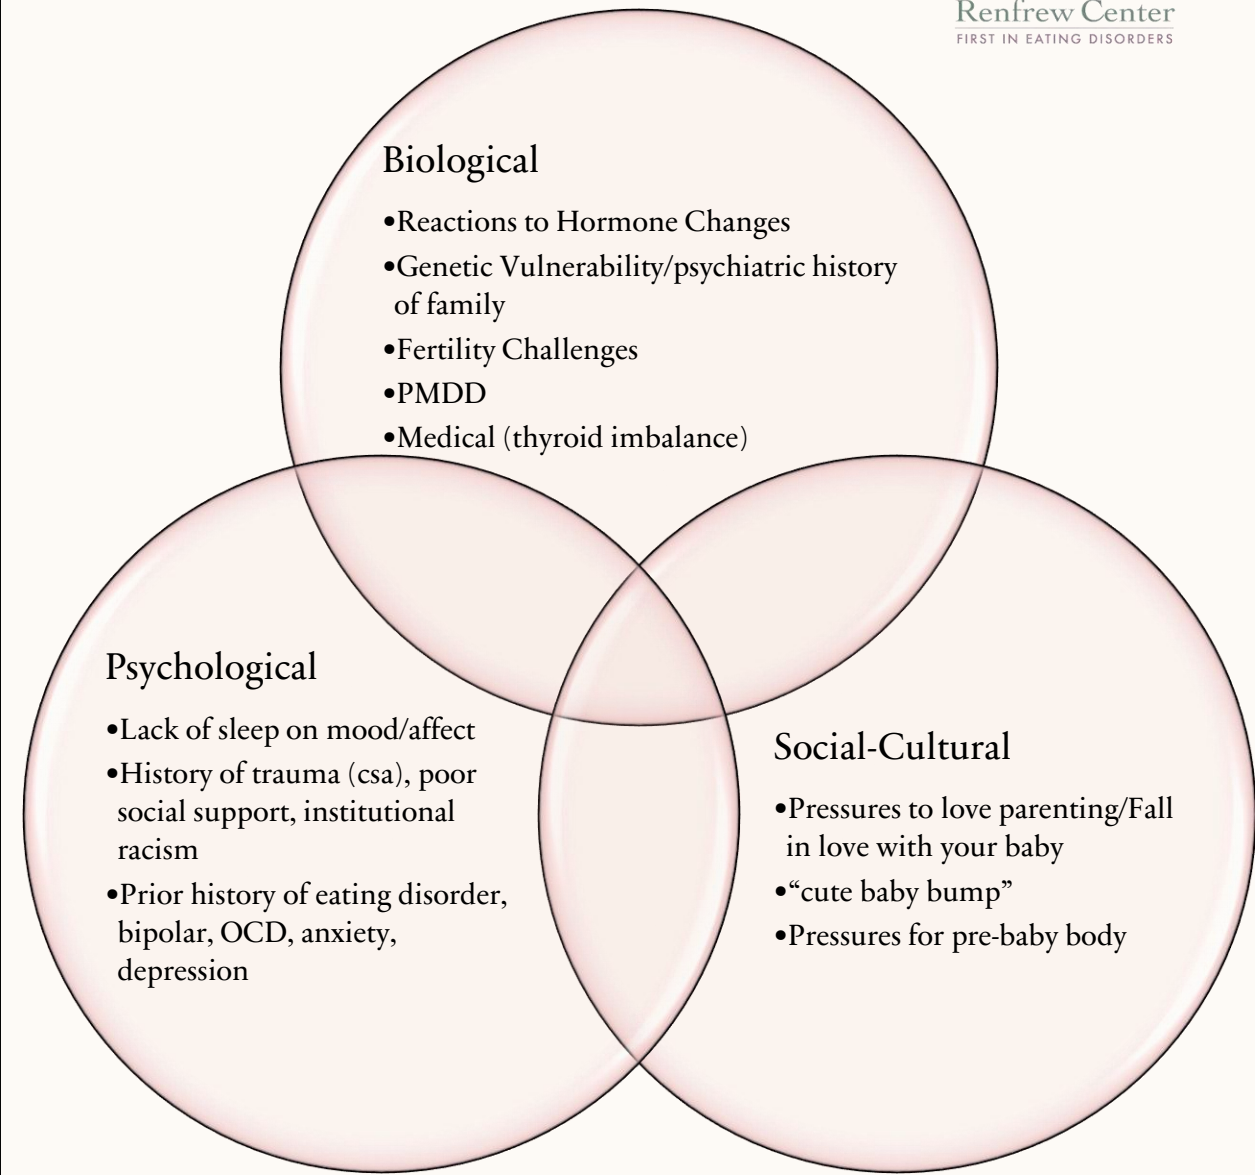 Renfrew Center
FIRST IN EATING DISORDERS
Biological
•Reactions to Hormone Changes
•Genetic Vulnerability/psychiatric history
of family
•Fertility Challenges
•PMDD
•Medical (thyroid imbalance)
Psychological
•Lack of sleep on mood/affect
•History of trauma (csa), poor
social support, institutional
racism
•Prior history of eating disorder,
bipolar, OCD, anxiety,
depression
Social-Cultural
•Pressures to love parenting/Fall
in love with your baby
•“cute baby bump”
•Pressures for pre-baby body